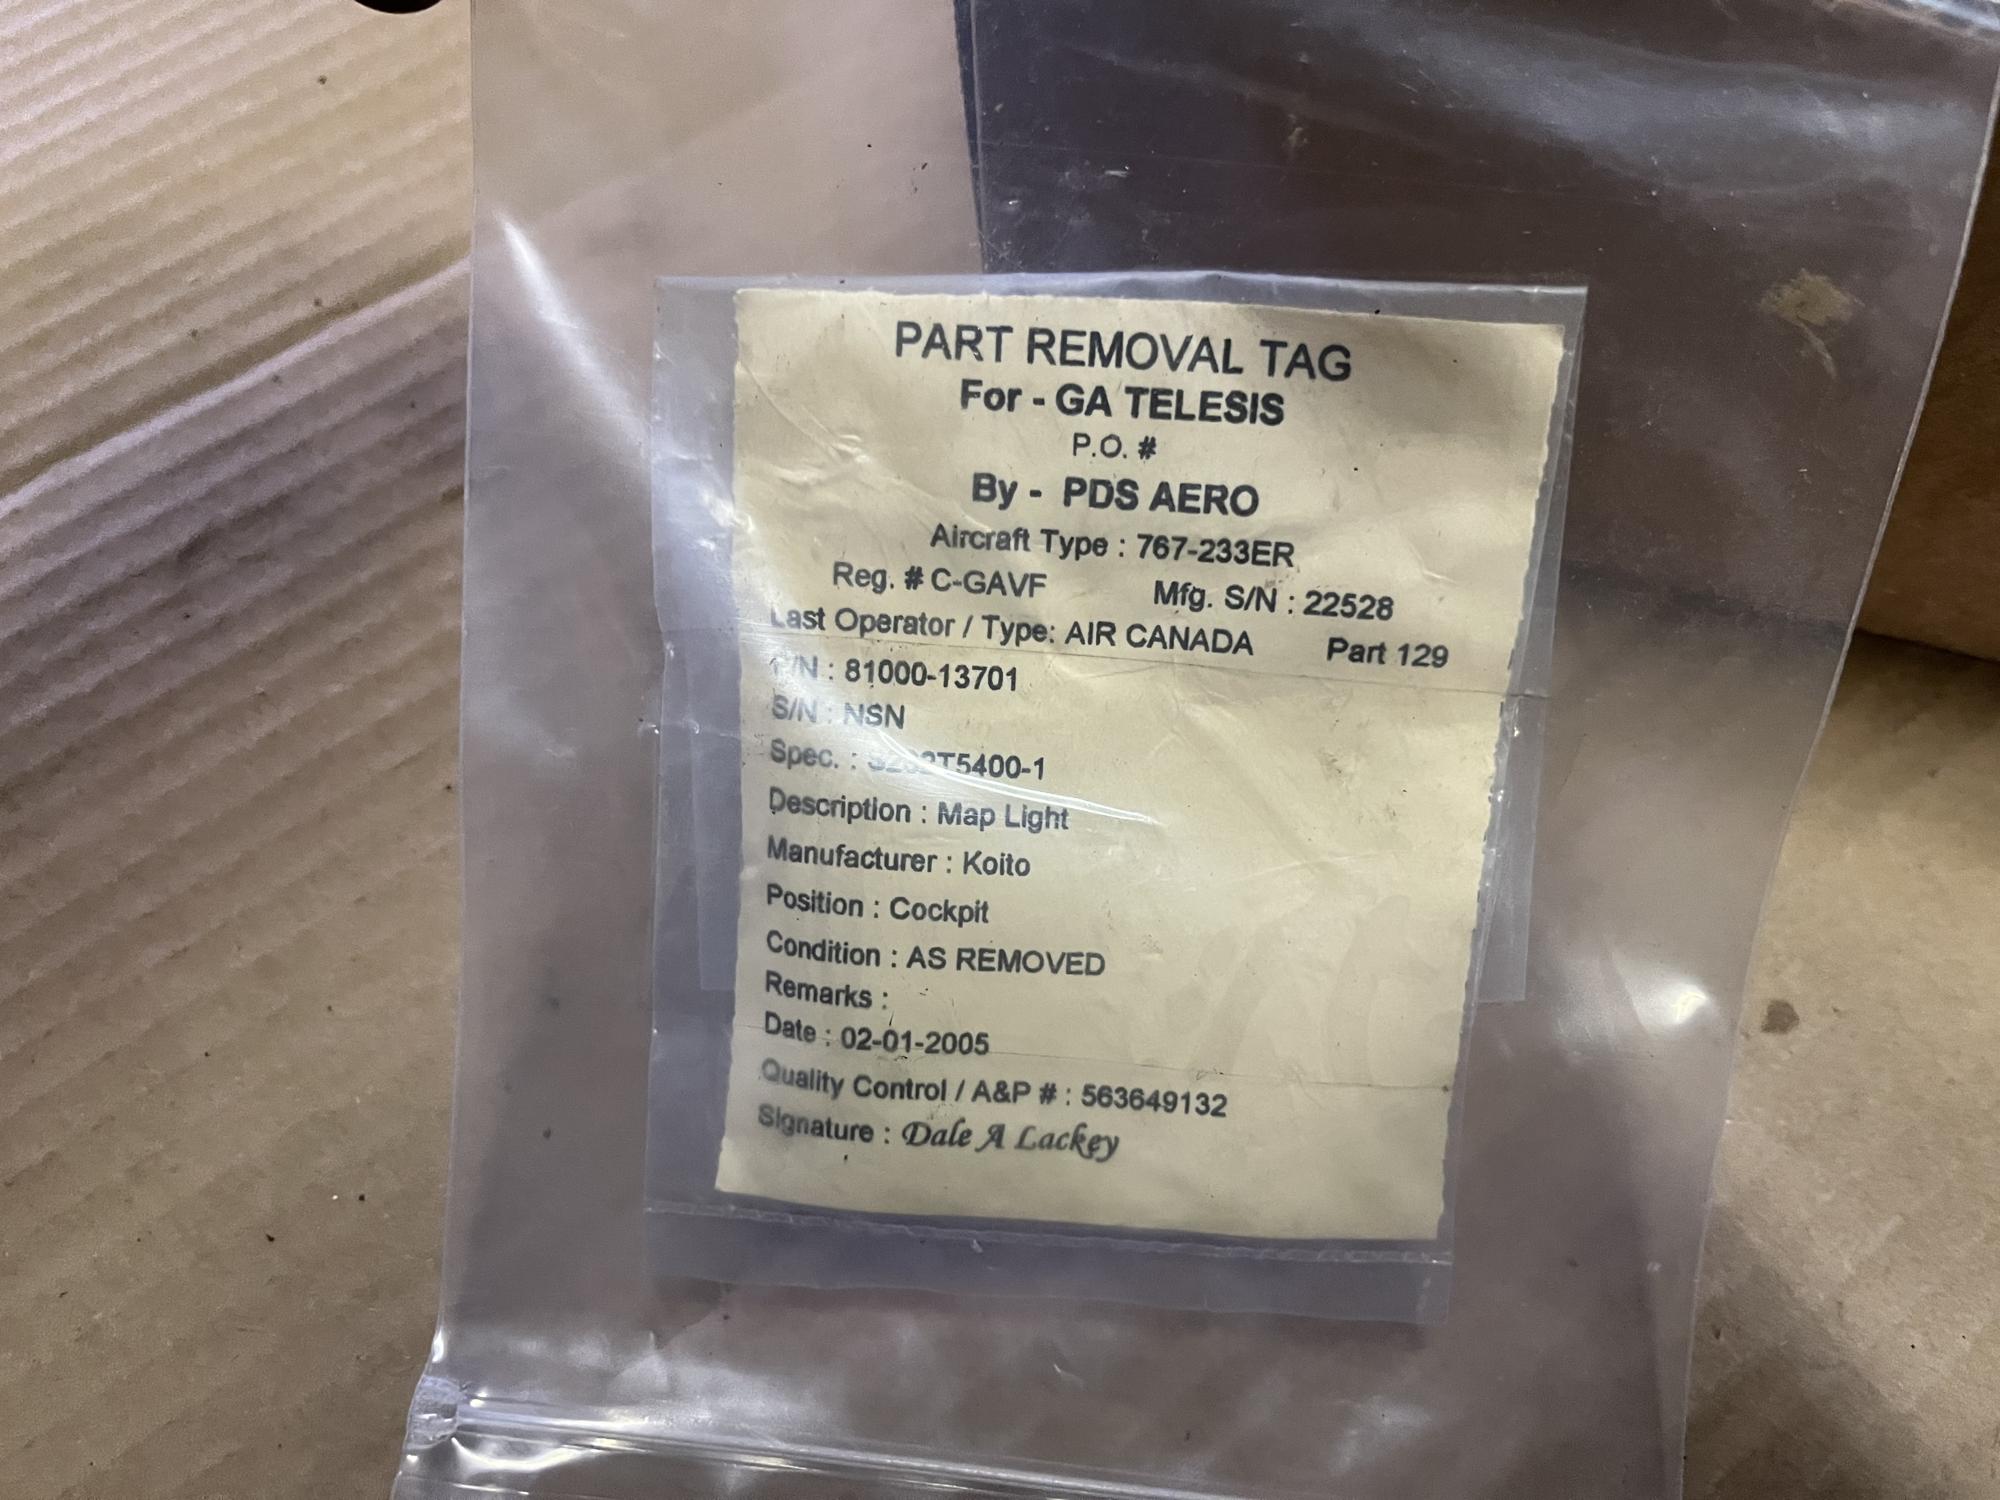 PART REMOVAL TAG
For - GA TELESIS
P.O. #
By - PDS AERO
Aircraft Type : 767-233ER
Reg. # C-GAVF Mfg. S/N : 22528
Last Operator / Type: AIR CANADA Part 129
P/N : 81000-13701
S/N : NSN
Spec. : S232T5400-1
Description : Map Light
Manufacturer : Koito
Position : Cockpit
Condition : AS REMOVED
Remarks :
Date : 02-01-2005
Quality Control / A&P # : 563649132
Signature : Dale A Lackey